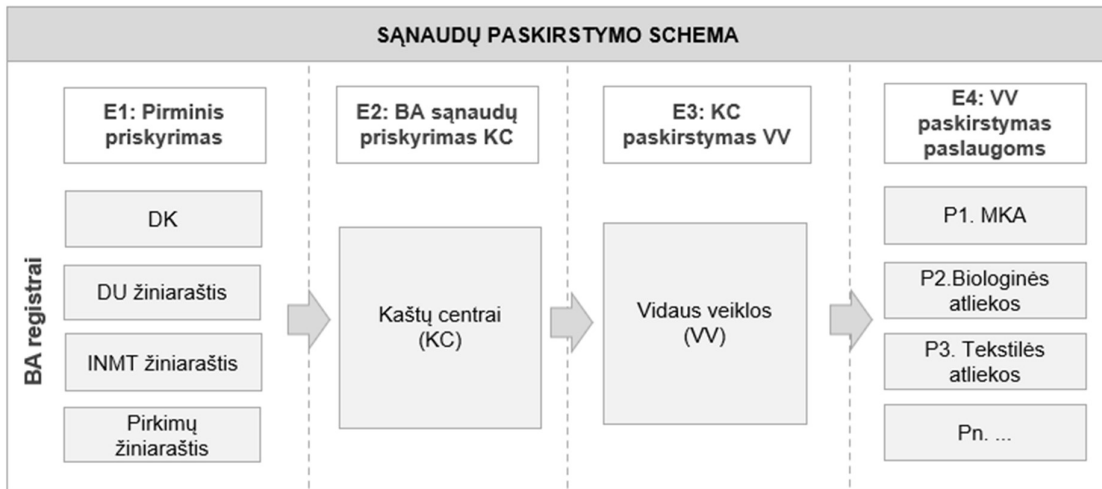 SĄNAUDŲ PASKIRSTYMO SCHEMA
E1: Pirminis
priskyrimas
E2: BA sąnaudų
priskyrimas KC
E3: KC
paskirstymas VV
E4: VV
paskirstymas
paslaugoms
BA registrai
DK
DU žiniaraštis
INMT žiniaraštis
Pirkimų
žiniaraštis
Kaštų centrai
(KC)
Vidaus veiklos
(VV)
P1. MKA
P2.Biologinės
atliekos
P3. Tekstilės
atliekos
Pn. ...